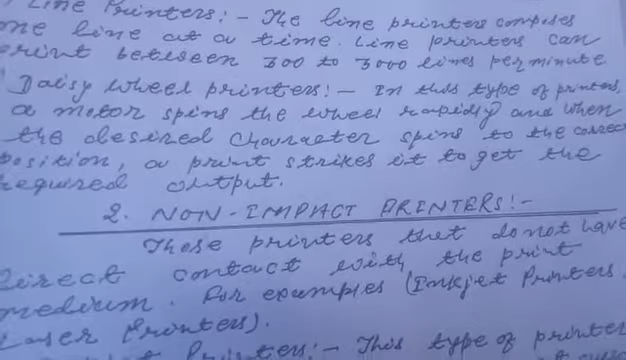 Line Printers:- The line printers composes
one line at a time. Line printers can
print between 300 to 3000 lines per minute
Daisy wheel printers:- In this type of printers,
a motor spins the wheel rapidly and when
the desired character spins to the correct
position, a print strikes it to get the
required output.
2. NON-IMPACT PRINTERS:-
Those printers that do not have
Direct contact with the print
medium. For examples (Inkjet Printers,
Laser Printers).
Printers:- This type of printer